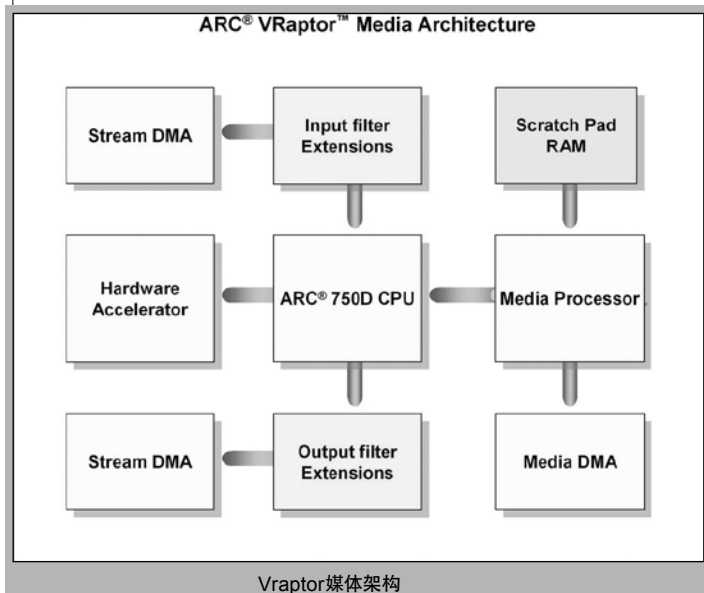 ARC® VRaptor™ Media Architecture
Stream DMA
Input filter
Extensions
Scratch Pad
RAM
Hardware
Accelerator
ARC® 750D CPU
Media Processor
Stream DMA
Output filter
Extensions
Media DMA
Vraptor媒体架构